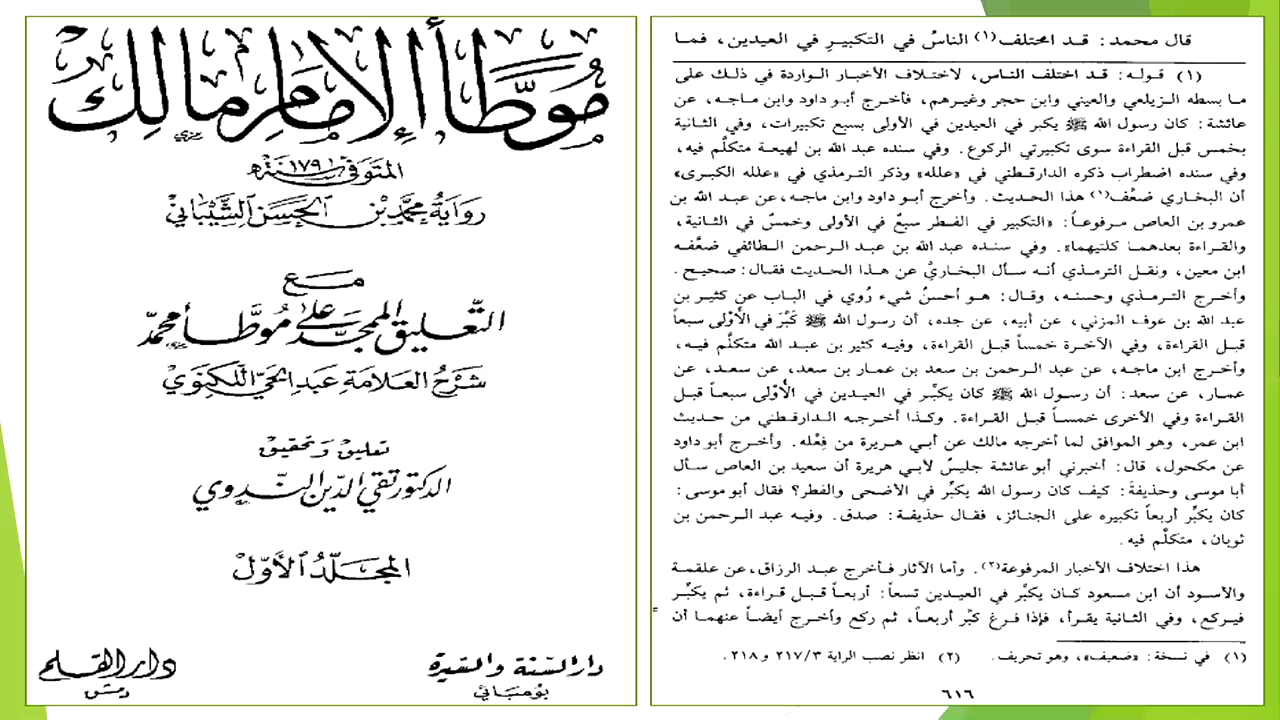 موطأ الإمام مالك
المتوفى سنة ١٧٩ ه
رواية محمد بن الحسن الشيباني
مع
التعليق الممجد على موطأ محمد
شرح العلامة عبد الحي اللكنوي
تعليق وتحقيق
الدكتور تقي الدين الندوي
المجلد الأول
دار السنة والسيرة
بومبائي
دار القلم
دمشق
قال محمد: قد اختلف(١) الناسُ في التكبير في العيدين، فما
(١) قوله: قد اختلف الناس، لاختلاف الأخبار الواردة في ذلك على
ما بسطه الزيلعي والعيني وابن حجر وغيرهم، فأخرج أبو داود وابن ماجه، عن
عائشة: كان رسول الله ﷺ يكبر في العيدين في الأولى بسبع تكبيرات، وفي الثانية
بخمس قبل القراءة سوى تكبيرتي الركوع. وفي سنده عبد الله بن لهيعة متكلَّم فيه،
وفي سنده اضطراب ذكره الدارقطني في «علله» وذكر الترمذي في «علله الكبرى»
أن البخاري ضعَّف(١) هذا الحديث. وأخرج أبو داود وابن ماجه، عن عبد الله بن
عمرو بن العاص مرفوعاً: «التكبير في الفطر سبعٌ في الأولى وخمسٌ في الثانية،
والقراءة بعدهما كلتيهما». وفي سنده عبد الله بن عبد الرحمن الطائفي ضعَّفه
ابن معين، ونقل الترمذي أنه سأل البخاريَّ عن هذا الحديث فقال: صحيح.
وأخرج الترمذي وحسنه، وقال: هو أحسنُ شيء رُوي في الباب عن كثير بن
عبد الله بن عوف المزني، عن أبيه، عن جده، أن رسول الله ﷺ كَبَّر في الأُوْلى سبعاً
قبل القراءة، وفي الآخرة خمساً قبل القراءة، وفيه كثير بن عبد الله متكلَّم فيه،
وأخرج ابن ماجه، عن عبد الرحمن بن سعد بن عمار بن سعد، عن سعد، عن
عمار، عن سعد: أن رسول الله ﷺ كان يكبِّر في العيدين في الأُوْلى سبعاً قبل
القراءة وفي الأخرى خمساً قبل القراءة. وكذا أخرجه الدارقطني من حديث
ابن عمر، وهو الموافق لما أخرجه مالك عن أبي هريرة من فِعْله. وأخرج أبو داود
عن مكحول، قال: أخبرني أبو عائشة جليسٌ لأبي هريرة أن سعيد بن العاص سأل
أبا موسى وحذيفةَ: كيف كان رسول الله يكبِّر في الأضحى والفطر؟ فقال أبو موسى:
كان يكبِّر أربعاً تكبيره على الجنائز، فقال حذيفة: صدق. وفيه عبد الرحمن بن
ثوبان، متكلَّم فيه.
هذا اختلاف الأخبار المرفوعة(٢). وأما الآثار فأخرج عبد الرزاق، عن علقمة
والأسود أن ابن مسعود كان يكبِّر في العيدين تسعاً: أربعاً قبل قراءة، ثم يكبِّر
فيركع، وفي الثانية يقرأ، فإذا فرغ كبَّر أربعاً، ثم ركع وأخرج أيضاً عنهما أن
(١) في نسخة: «ضعيف»، وهو تحريف. (٢) انظر نصب الراية ٢١٧/٣ و٢١٨.
٦١٦